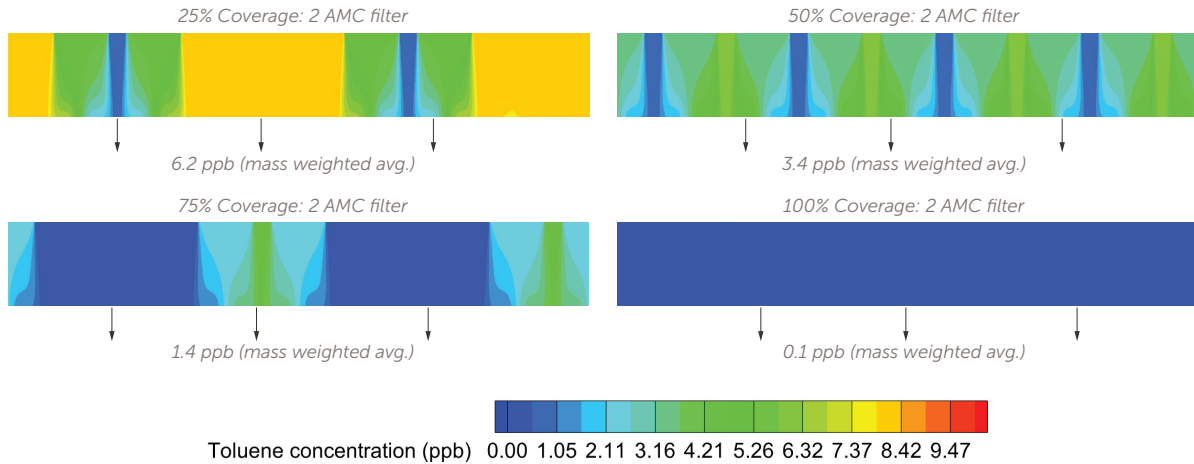 25% Coverage: 2 AMC filter
50% Coverage: 2 AMC filter
6.2 ppb (mass weighted avg.)
3.4 ppb (mass weighted avg.)
75% Coverage: 2 AMC filter
100% Coverage: 2 AMC filter
1.4 ppb (mass weighted avg.)
0.1 ppb (mass weighted avg.)
Toluene concentration (ppb) 0.00 1.05 2.11 3.16 4.21 5.26 6.32 7.37 8.42 9.47